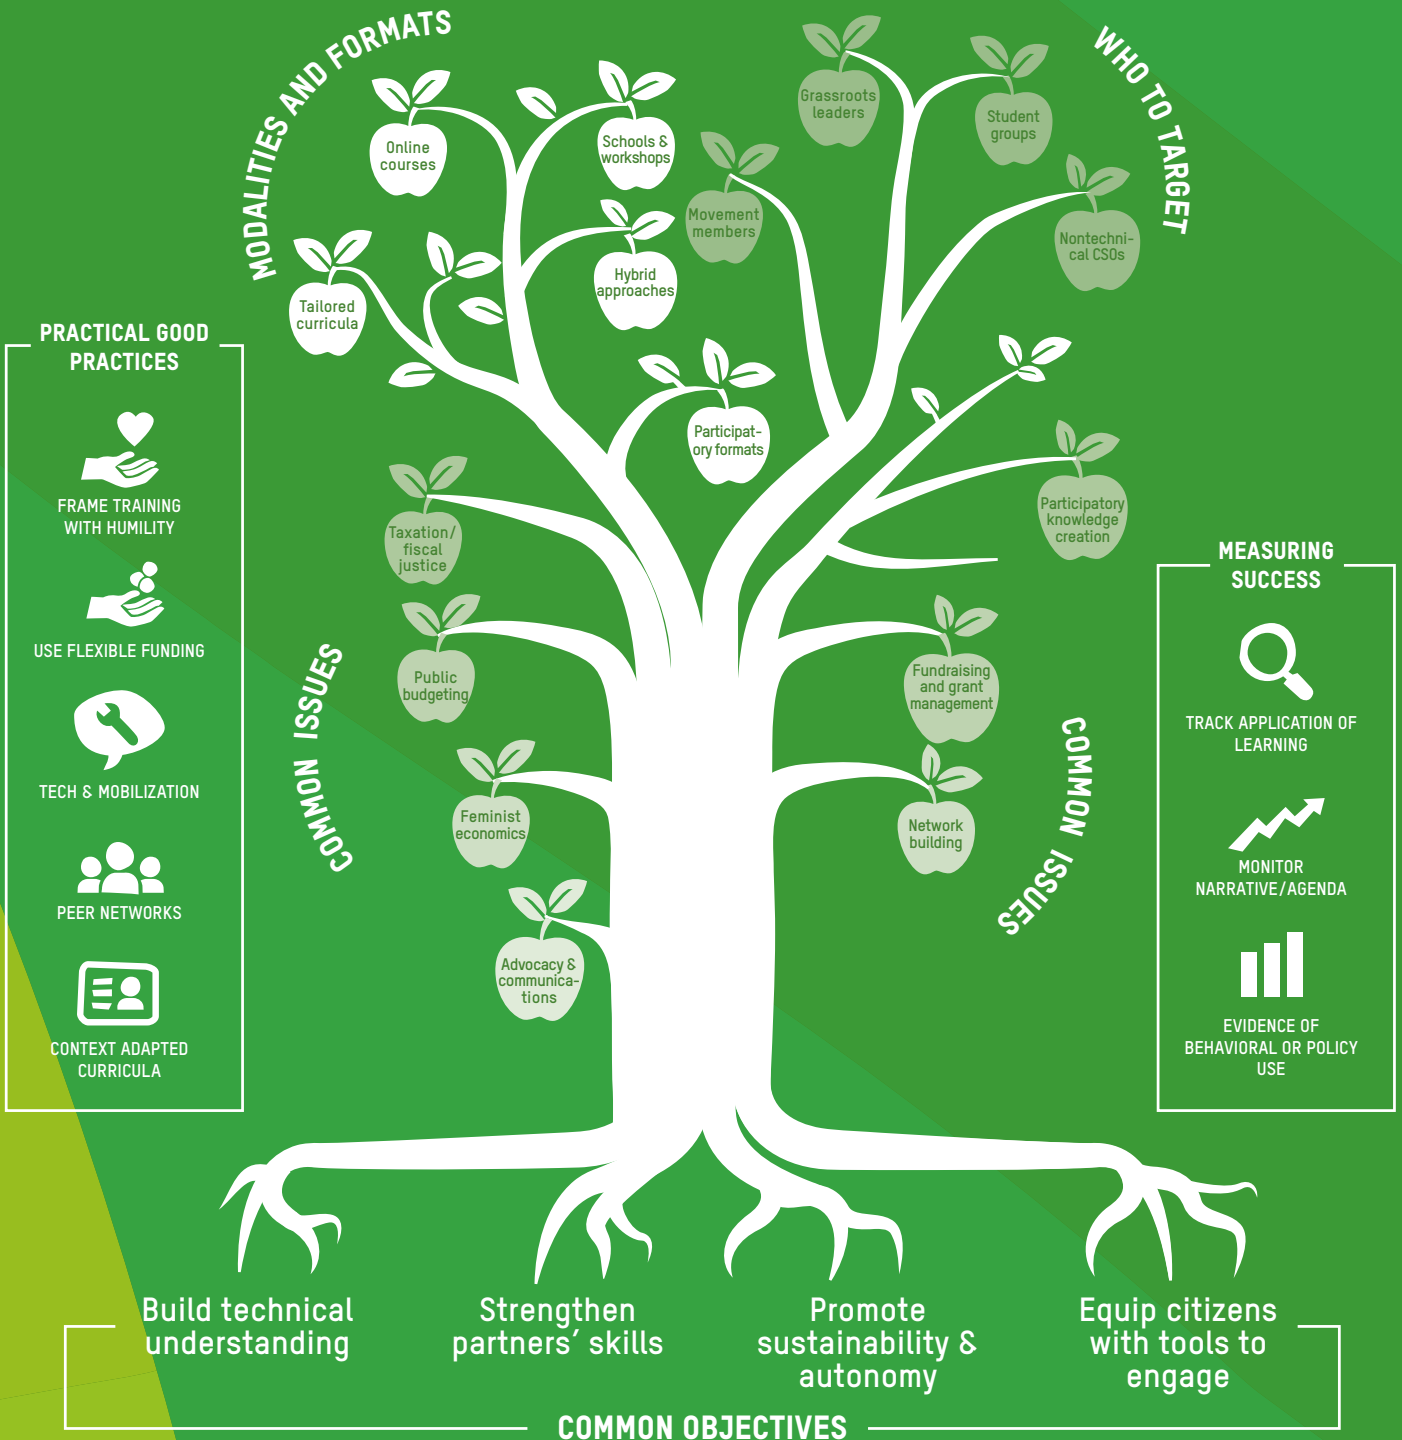 MODALITIES AND FORMATS
Online
courses
Schools &
workshops
Tailored
curricula
Hybrid
approaches
Participat-
ory formats
WHO TO TARGET
Grassroots
leaders
Student
groups
Movement
members
Nontechni-
cal CSOs
PRACTICAL GOOD
PRACTICES
FRAME TRAINING
WITH HUMILITY
USE FLEXIBLE FUNDING
TECH & MOBILIZATION
PEER NETWORKS
CONTEXT ADAPTED
CURRICULA
COMMON ISSUES
Taxation/
fiscal
justice
Public
budgeting
Feminist
economics
Advocacy &
communica-
tions
COMMON ISSUES
Participatory
knowledge
creation
Fundraising
and grant
management
Network
building
MEASURING
SUCCESS
TRACK APPLICATION OF
LEARNING
MONITOR
NARRATIVE/AGENDA
EVIDENCE OF
BEHAVIORAL OR POLICY
USE
Build technical
understanding
Strengthen
partners’ skills
Promote
sustainability &
autonomy
Equip citizens
with tools to
engage
COMMON OBJECTIVES